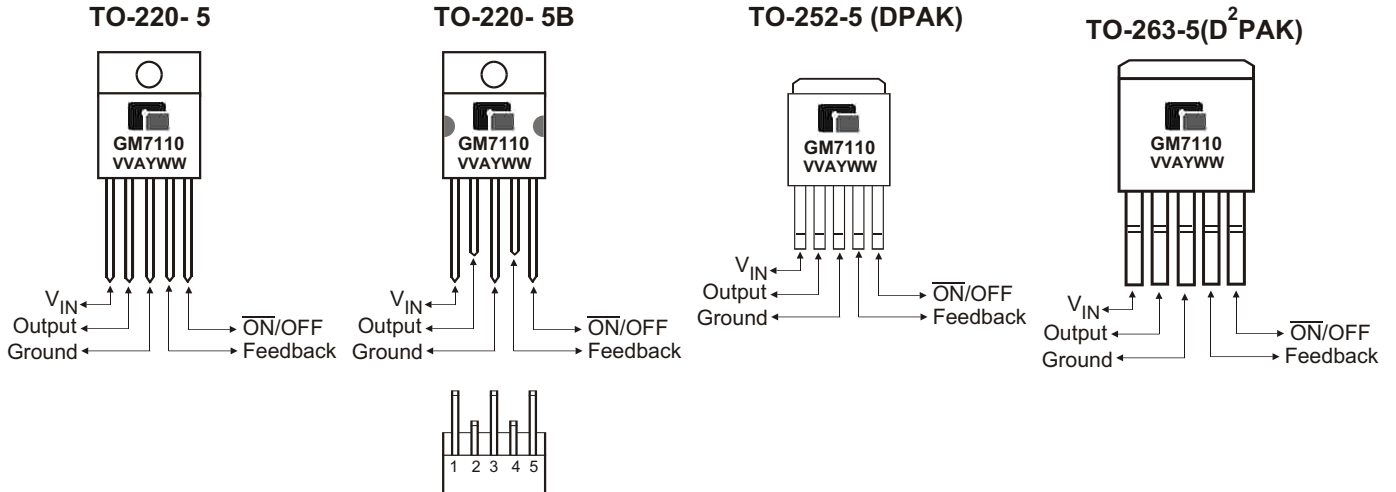 TO-220- 5
GM7110
VVAYWW
VIN
Output
Ground
ON/OFF
Feedback
TO-220- 5B
GM7110
VVAYWW
VIN
Output
Ground
ON/OFF
Feedback
1 2 3 4 5
TO-252-5 (DPAK)
GM7110
VVAYWW
VIN
Output
Ground
ON/OFF
Feedback
TO-263-5(D²PAK)
GM7110
VVAYWW
VIN
Output
Ground
ON/OFF
Feedback